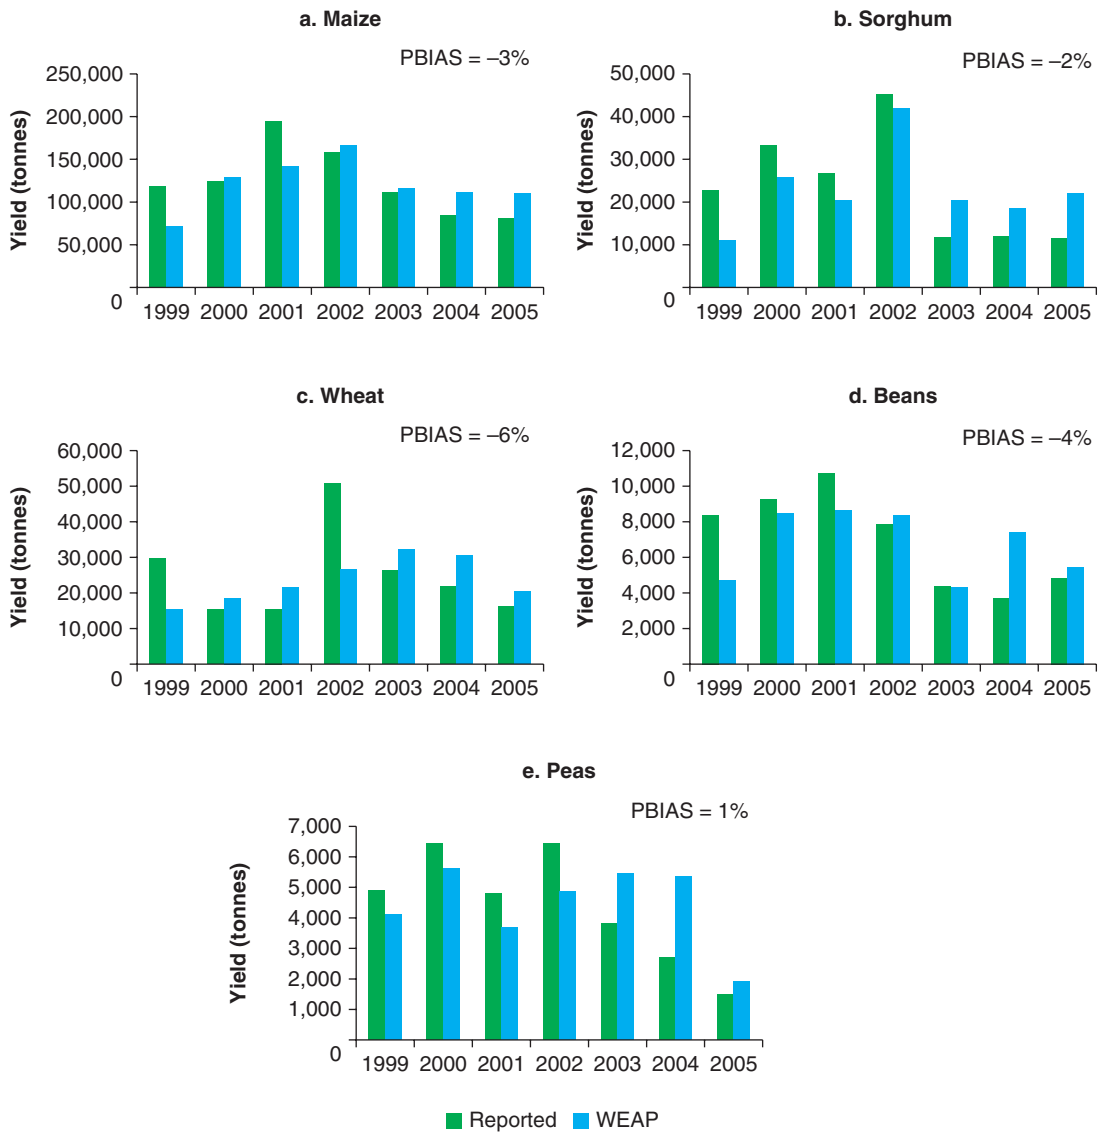 a. Maize
PBIAS = –3%
Yield (tonnes)
250,000
200,000
150,000
100,000
50,000
0
1999 2000 2001 2002 2003 2004 2005
b. Sorghum
PBIAS = –2%
Yield (tonnes)
50,000
40,000
30,000
20,000
10,000
0
1999 2000 2001 2002 2003 2004 2005
c. Wheat
PBIAS = –6%
Yield (tonnes)
60,000
50,000
40,000
30,000
20,000
10,000
0
1999 2000 2001 2002 2003 2004 2005
d. Beans
PBIAS = –4%
Yield (tonnes)
12,000
10,000
8,000
6,000
4,000
2,000
0
1999 2000 2001 2002 2003 2004 2005
e. Peas
PBIAS = 1%
Yield (tonnes)
7,000
6,000
5,000
4,000
3,000
2,000
1,000
0
1999 2000 2001 2002 2003 2004 2005
Reported WEAP